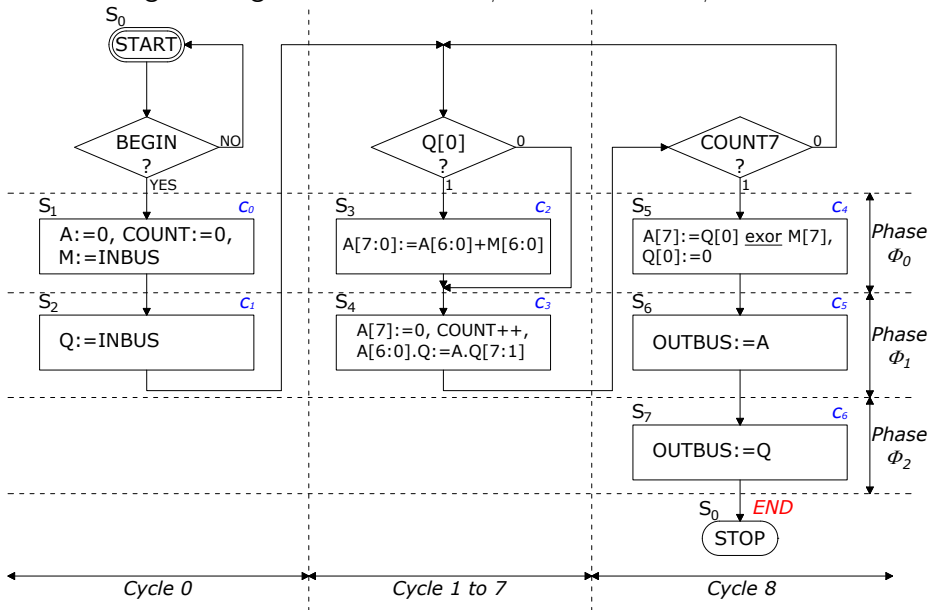 S0
START
BEGIN
?
NO
YES
Q[0]
?
0
1
COUNT7
?
0
1
S1
C0
A:=0, COUNT:=0,
M:=INBUS
S3
C2
A[7:0]:=A[6:0]+M[6:0]
S5
C4
A[7]:=Q[0] exor M[7],
Q[0]:=0
Phase
Φ0
S2
C1
Q:=INBUS
S4
C3
A[7]:=0, COUNT++,
A[6:0].Q:=A.Q[7:1]
S6
C5
OUTBUS:=A
Phase
Φ1
S7
C6
OUTBUS:=Q
Phase
Φ2
S0
END
STOP
Cycle 0
Cycle 1 to 7
Cycle 8